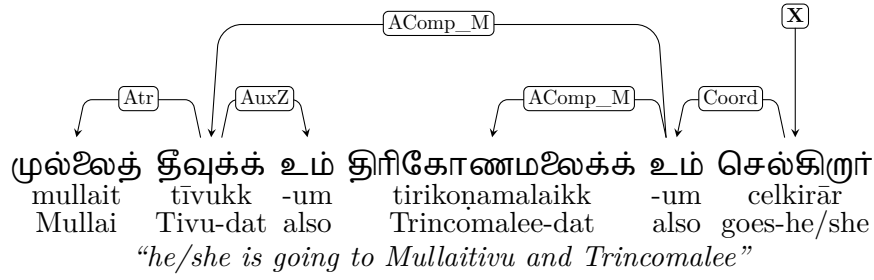 AComp_M X
Atr AuxZ AComp_M Coord
முல்லைத் தீவுக்க் உம் திரிகோணமலைக்க் உம் செல்கிறார்
mullait tīvukk -um tirikoṇamalaikk -um celkirār
Mullai Tivu-dat also Trincomalee-dat also goes-he/she
“he/she is going to Mullaitivu and Trincomalee”